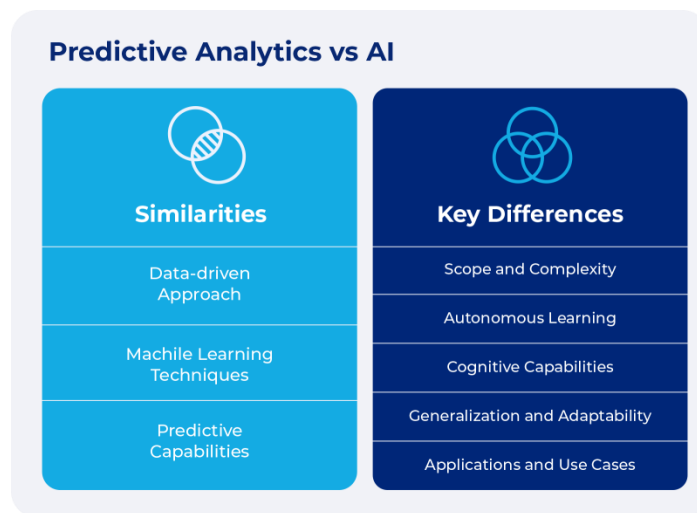 Predictive Analytics vs AI
Similarities
Data-driven
Approach
Machile Learning
Techniques
Predictive
Capabilities
Key Differences
Scope and Complexity
Autonomous Learning
Cognitive Capabilities
Generalization and Adaptability
Applications and Use Cases